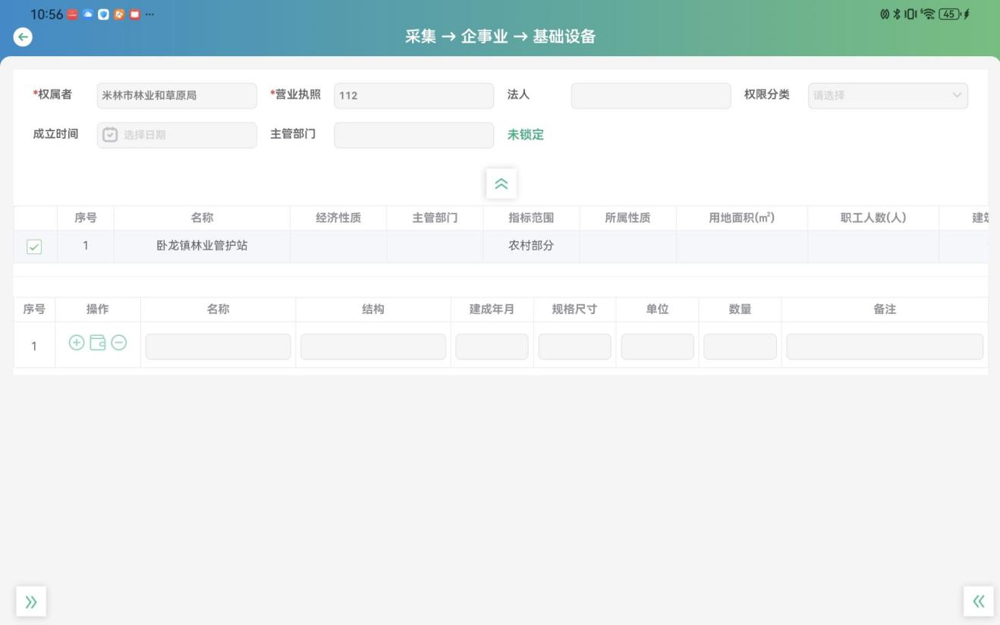 10:56 ... 45
采集 → 企事业 → 基础设备
*权属者 米林市林业和草原局 *营业执照 112 法人 权限分类 请选择
成立时间 选择日期 主管部门 未锁定
序号 名称 经济性质 主管部门 指标范围 所属性质 用地面积(㎡) 职工人数(人) 建筑
1 卧龙镇林业管护站 农村部分
序号 操作 名称 结构 建成年月 规格尺寸 单位 数量 备注
1